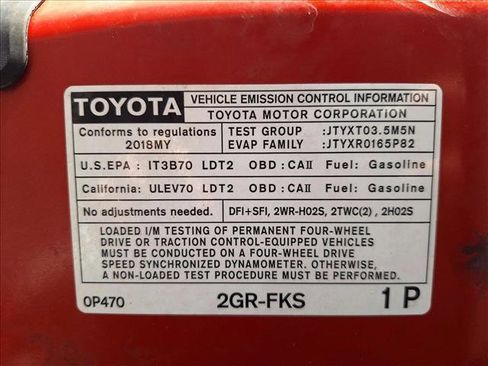 TOYOTA
VEHICLE EMISSION CONTROL INFORMATION
TOYOTA MOTOR CORPORATION
Conforms to regulations
2018MY
TEST GROUP :JTYXT03.5M5N
EVAP FAMILY :JTYXR0165P82
U.S.EPA : IT3B70 LDT2 OBD:CAII Fuel: Gasoline
California: ULEV70 LDT2 OBD:CAII Fuel: Gasoline
No adjustments needed. DFI+SFI, 2WR-HO2S, 2TWC(2), 2HO2S
LOADED I/M TESTING OF PERMANENT FOUR-WHEEL
DRIVE OR TRACTION CONTROL-EQUIPPED VEHICLES
MUST BE CONDUCTED ON A FOUR-WHEEL DRIVE
SPEED SYNCHRONIZED DYNAMOMETER. OTHERWISE,
A NON-LOADED TEST PROCEDURE MUST BE PERFORMED.
0P470 2GR-FKS 1 P